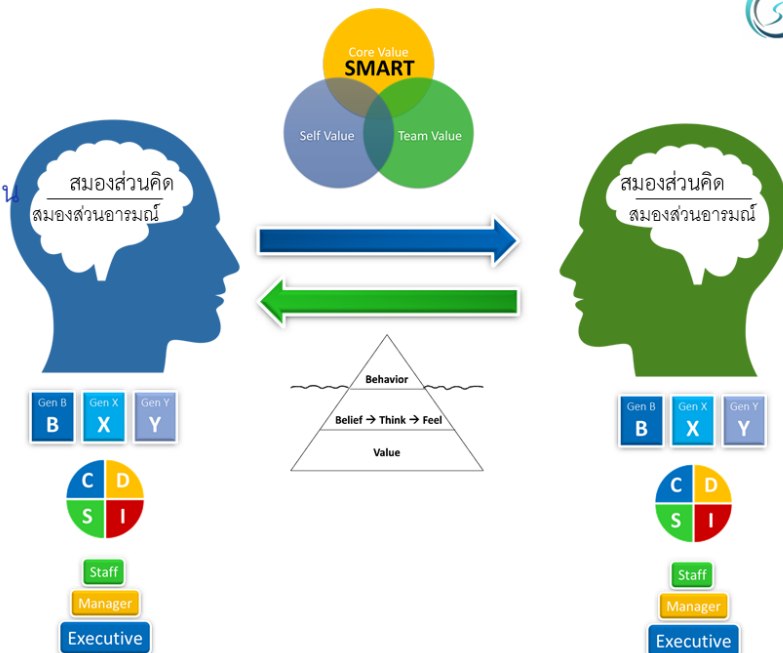 Core Value
SMART
Self Value
Team Value
น
สมองส่วนคิด
สมองส่วนอารมณ์
สมองส่วนคิด
สมองส่วนอารมณ์
Behavior
Belief → Think → Feel
Value
Gen B
B
Gen X
X
Gen Y
Y
C D
S I
Staff
Manager
Executive
Gen B
B
Gen X
X
Gen Y
Y
C D
S I
Staff
Manager
Executive